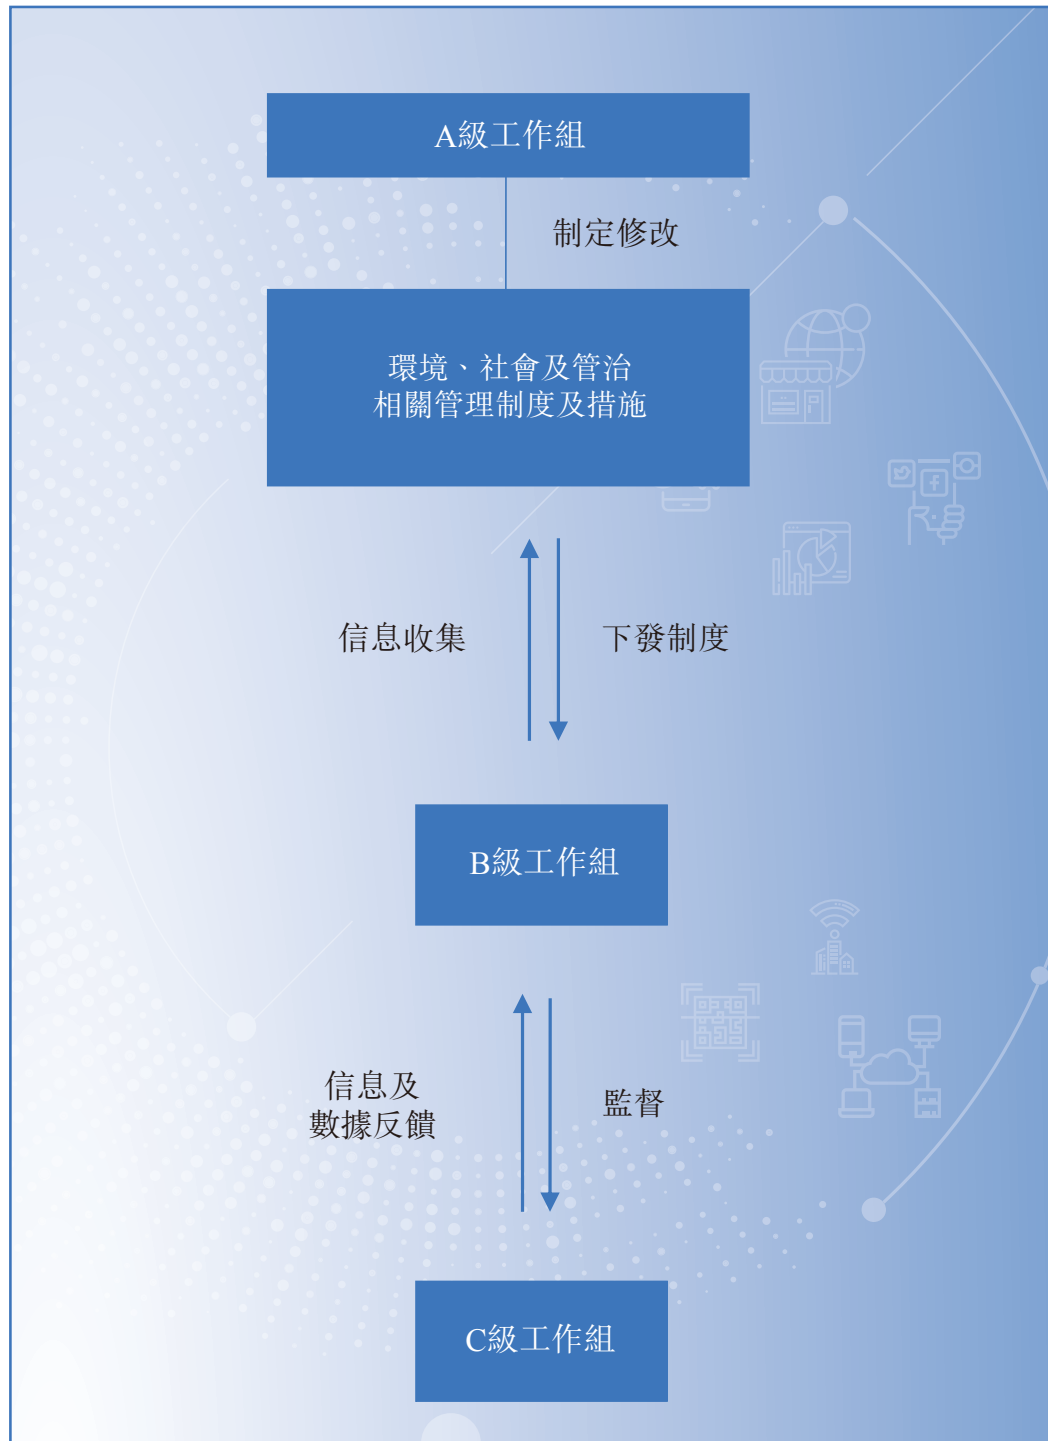 A級工作組
制定修改
環境、社會及管治
相關管理制度及措施
信息收集
下發制度
B級工作組
信息及
數據反饋
監督
C級工作組